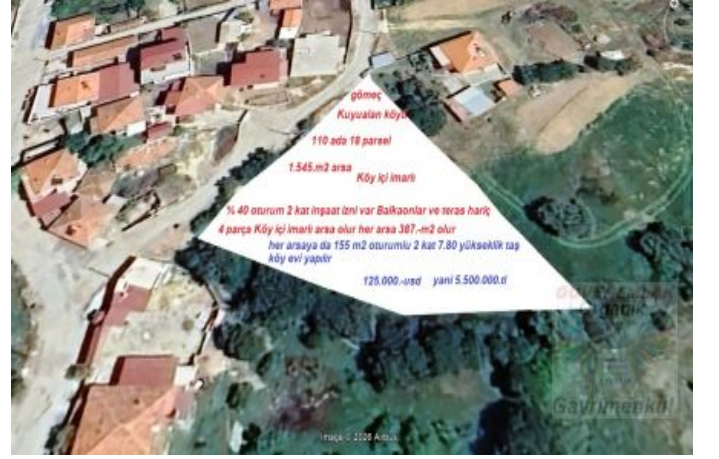 gömeç
Kuyualan köyü
110 ada 18 parsel
1.545.m2 arsa
Köy içi imarlı
% 40 oturum 2 kat inşaat izni var Balkaonlar ve teras hariç
4 parça Köy içi imarlı arsa olur her arsa 387.-m2 olur
her arsaya da 155 m2 oturumlu 2 kat 7.80 yükseklik taş
köy evi yapılır
125.000.-usd yani 5.500.000.tl
Gayrimenkul
Image © 2026 Airbus